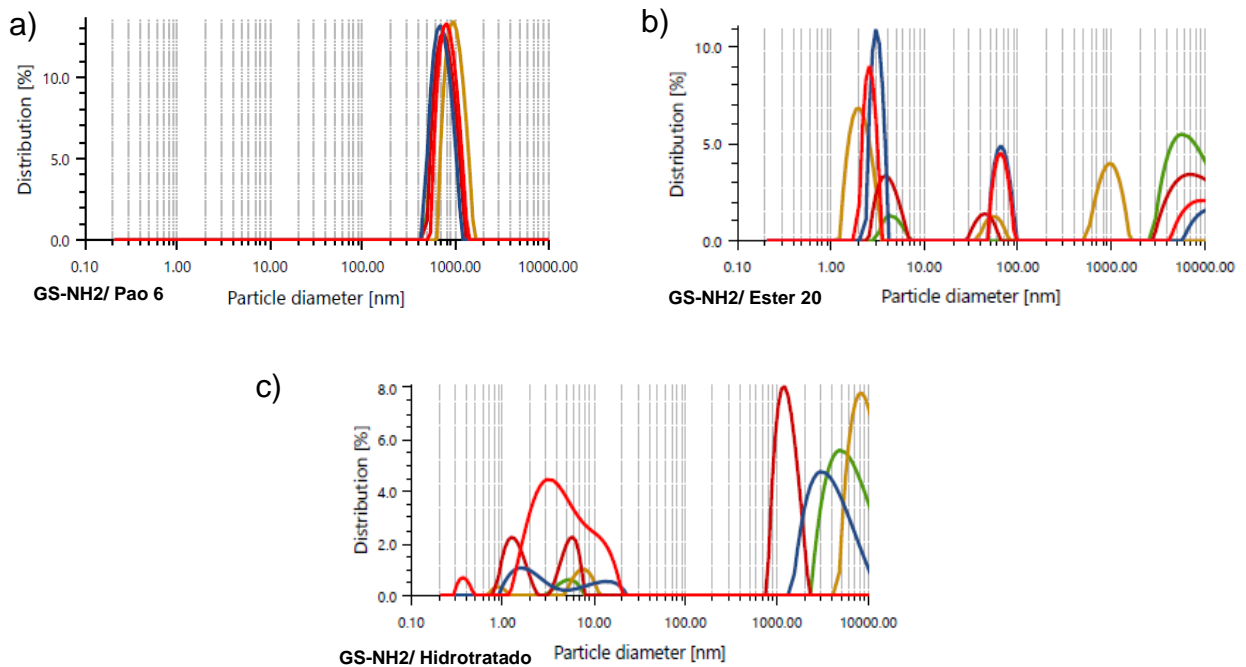 a)
Distribution [%]
10.0
5.0
0.0
0.10
1.00
10.00
100.00
1000.00
10000.00
GS-NH2/ Pao 6
Particle diameter [nm]
b)
Distribution [%]
10.0
5.0
0.0
0.10
1.00
10.00
100.00
1000.00
10000.00
GS-NH2/ Ester 20
Particle diameter [nm]
c)
Distribution [%]
8.0
6.0
4.0
2.0
0.0
0.10
1.00
10.00
100.00
1000.00
10000.00
GS-NH2/ Hidrotratado
Particle diameter [nm]